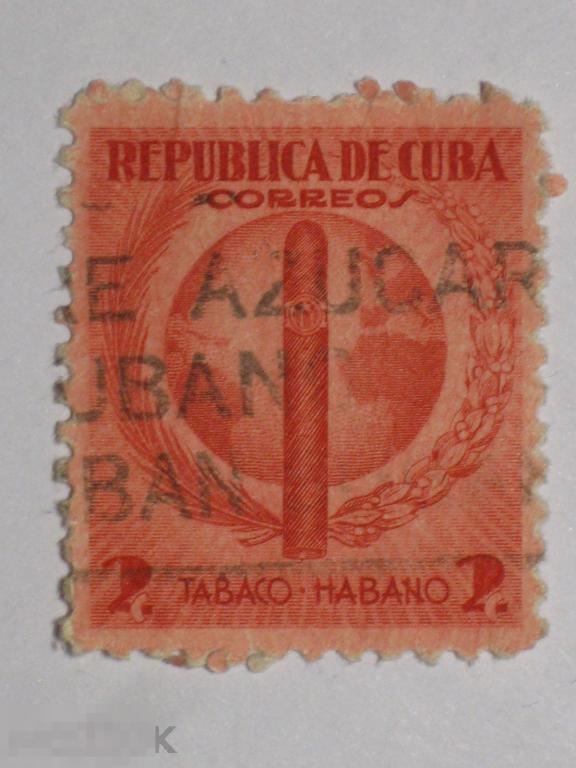 REPUBLICA DE CUBA
CORREOS
E AZUCAR
UBAN
BAN
2c. TABACO·HABANO 2c.
K